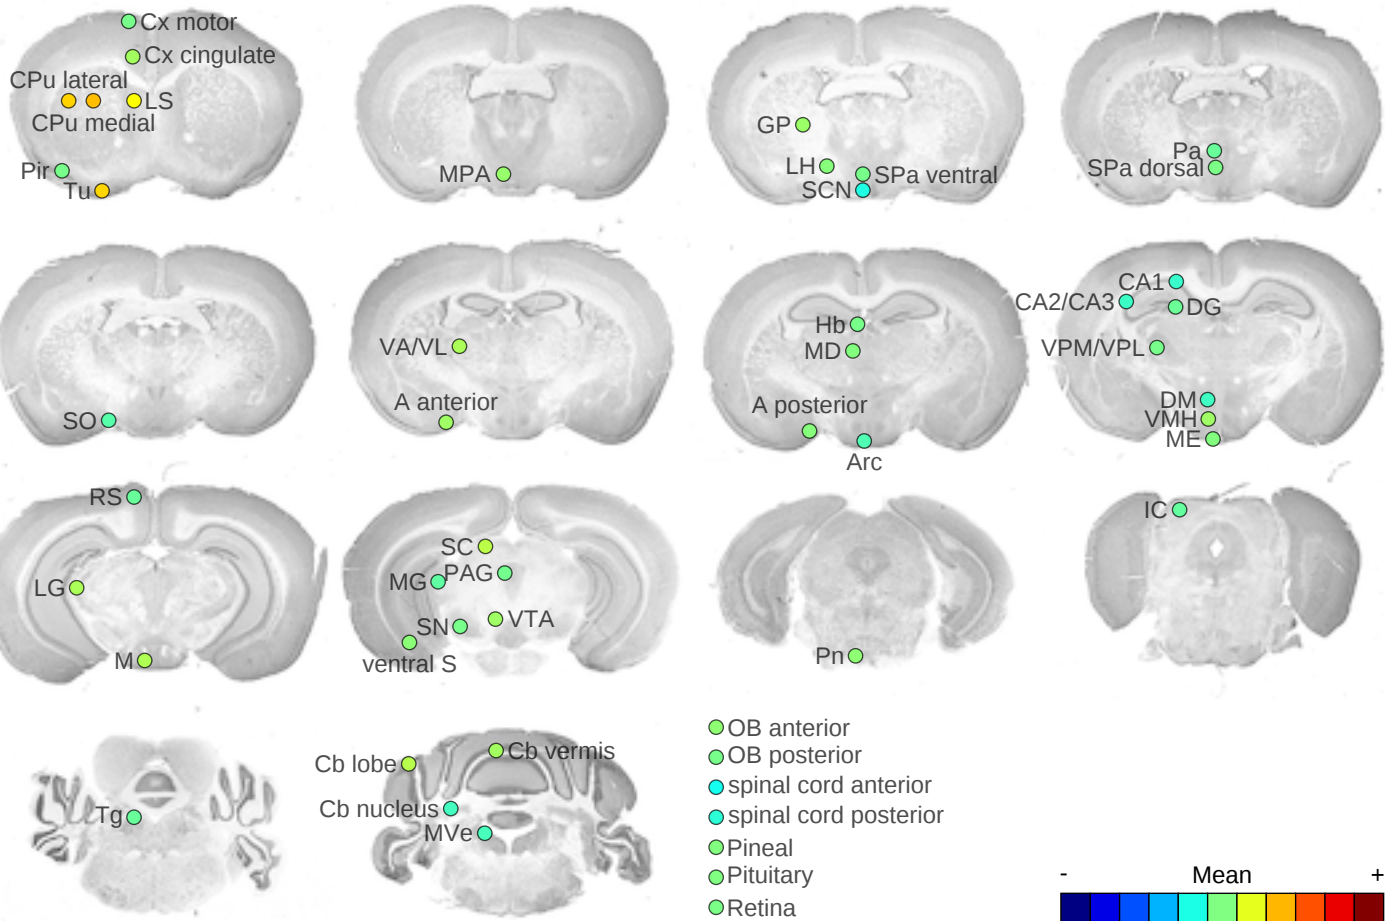 Cx motor
Cx cingulate
CPu lateral
LS
CPu medial
Pir
Tu
MPA
GP
LH
SPa ventral
SCN
Pa
SPa dorsal
SO
VA/VL
A anterior
Hb
MD
A posterior
Arc
CA1
CA2/CA3
DG
VPM/VPL
DM
VMH
ME
RS
LG
M
SC
MG
PAG
SN
VTA
ventral S
Pn
IC
Tg
Cb lobe
Cb vermis
Cb nucleus
MVe
OB anterior
OB posterior
spinal cord anterior
spinal cord posterior
Pineal
Pituitary
Retina
- Mean +